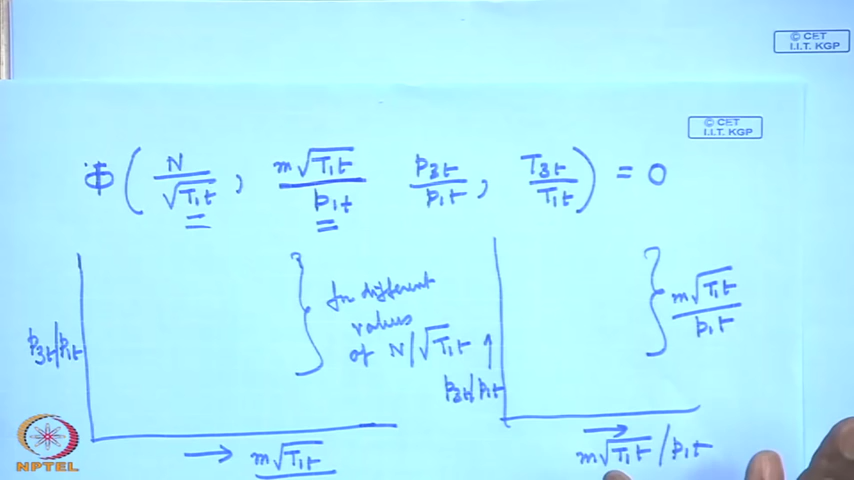 © CET
I.I.T. KGP
© CET
I.I.T. KGP
Φ ( N/√T₁t , m√T₁t/p₁t p₃t/p₁t , T₃t/T₁t ) = 0
p₃t/p₁t
for different
values
of N/√T₁t
m√T₁t
p₃t/p₁t
m√T₁t/p₁t
m√T₁t/p₁t
NPTEL